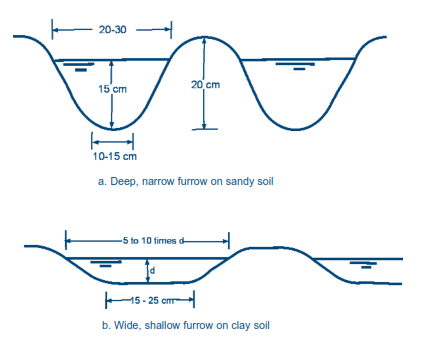 20-30
15 cm
20 cm
10-15 cm
a. Deep, narrow furrow on sandy soil
5 to 10 times d
d
15 - 25 cm
b. Wide, shallow furrow on clay soil